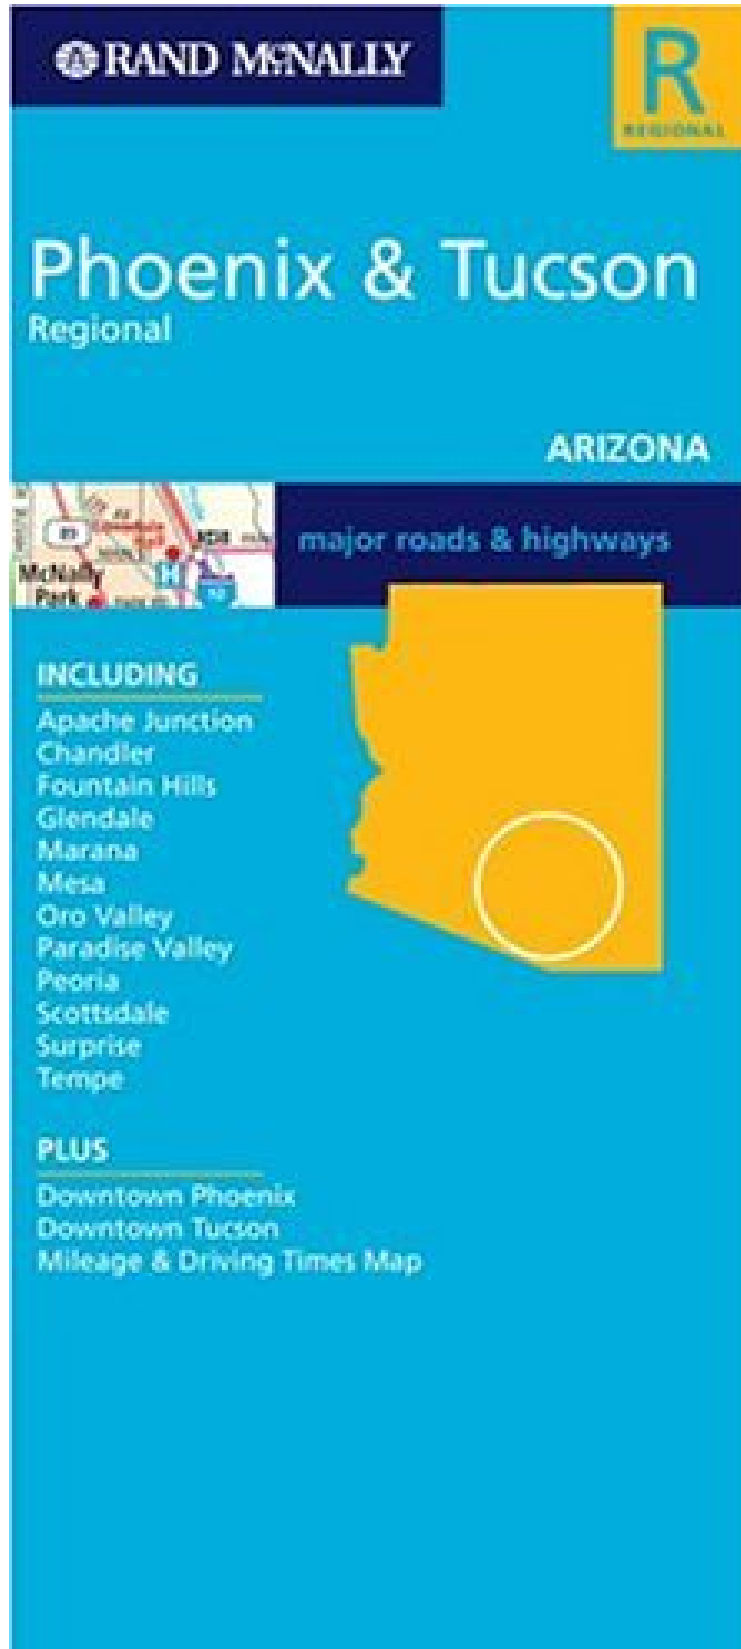 RAND McNALLY
R
REGIONAL
Phoenix & Tucson
Regional
ARIZONA
major roads & highways
85
McNally
Park
H
INCLUDING
Apache Junction
Chandler
Fountain Hills
Glendale
Marana
Mesa
Oro Valley
Paradise Valley
Peoria
Scottsdale
Surprise
Tempe
PLUS
Downtown Phoenix
Downtown Tucson
Mileage & Driving Times Map